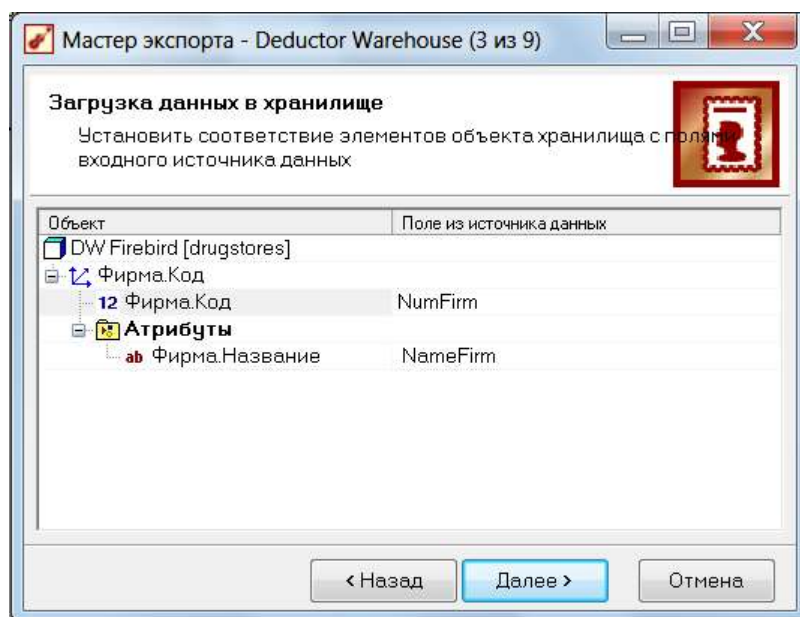 Мастер экспорта - Deductor Warehouse (3 из 9)
Загрузка данных в хранилище
Установить соответствие элементов объекта хранилища с полями
входного источника данных
Объект Поле из источника данных
DW Firebird [drugstores]
Фирма.Код
12 Фирма.Код NumFirm
Атрибуты
ab Фирма.Название NameFirm
< Назад Далее > Отмена